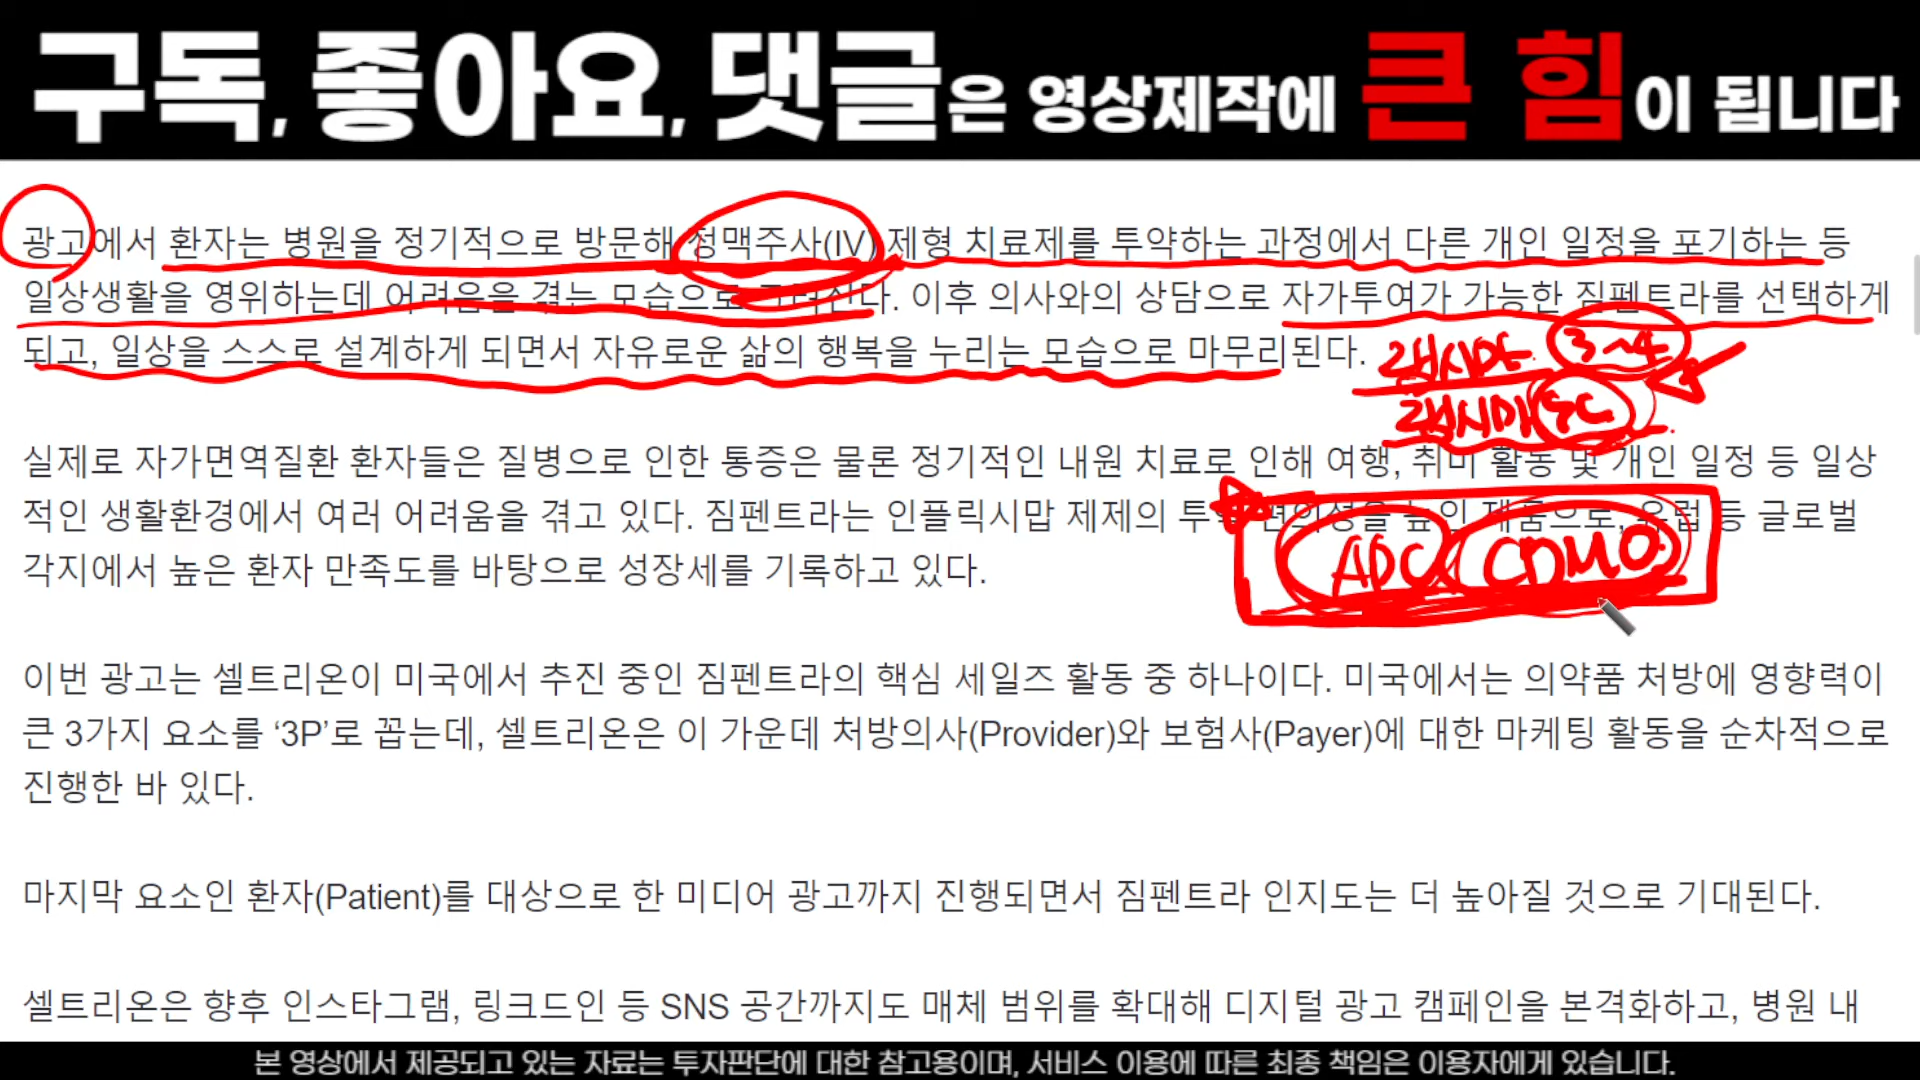 구독, 좋아요, 댓글은 영상제작에 큰 힘이 됩니다
광고에서 환자는 병원을 정기적으로 방문해 정맥주사(IV) 제형 치료제를 투약하는 과정에서 다른 개인 일정을 포기하는 등
일상생활을 영위하는데 어려움을 겪는 모습으로 그려진다. 이후 의사와의 상담으로 자가투여가 가능한 짐펜트라를 선택하게
되고, 일상을 스스로 설계하게 되면서 자유로운 삶의 행복을 누리는 모습으로 마무리된다.
3~4
SC
실제로 자가면역질환 환자들은 질병으로 인한 통증은 물론 정기적인 내원 치료로 인해 여행, 취미 활동 및 개인 일정 등 일상
적인 생활환경에서 여러 어려움을 겪고 있다. 짐펜트라는 인플릭시맙 제제의 투약 편의성을 높인 제품으로, 유럽 등 글로벌
ADC CDMO
각지에서 높은 환자 만족도를 바탕으로 성장세를 기록하고 있다.
이번 광고는 셀트리온이 미국에서 추진 중인 짐펜트라의 핵심 세일즈 활동 중 하나이다. 미국에서는 의약품 처방에 영향력이
큰 3가지 요소를 ‘3P’로 꼽는데, 셀트리온은 이 가운데 처방의사(Provider)와 보험사(Payer)에 대한 마케팅 활동을 순차적으로
진행한 바 있다.
마지막 요소인 환자(Patient)를 대상으로 한 미디어 광고까지 진행되면서 짐펜트라 인지도는 더 높아질 것으로 기대된다.
셀트리온은 향후 인스타그램, 링크드인 등 SNS 공간까지도 매체 범위를 확대해 디지털 광고 캠페인을 본격화하고, 병원 내
본 영상에서 제공되고 있는 자료는 투자판단에 대한 참고용이며, 서비스 이용에 따른 최종 책임은 이용자에게 있습니다.